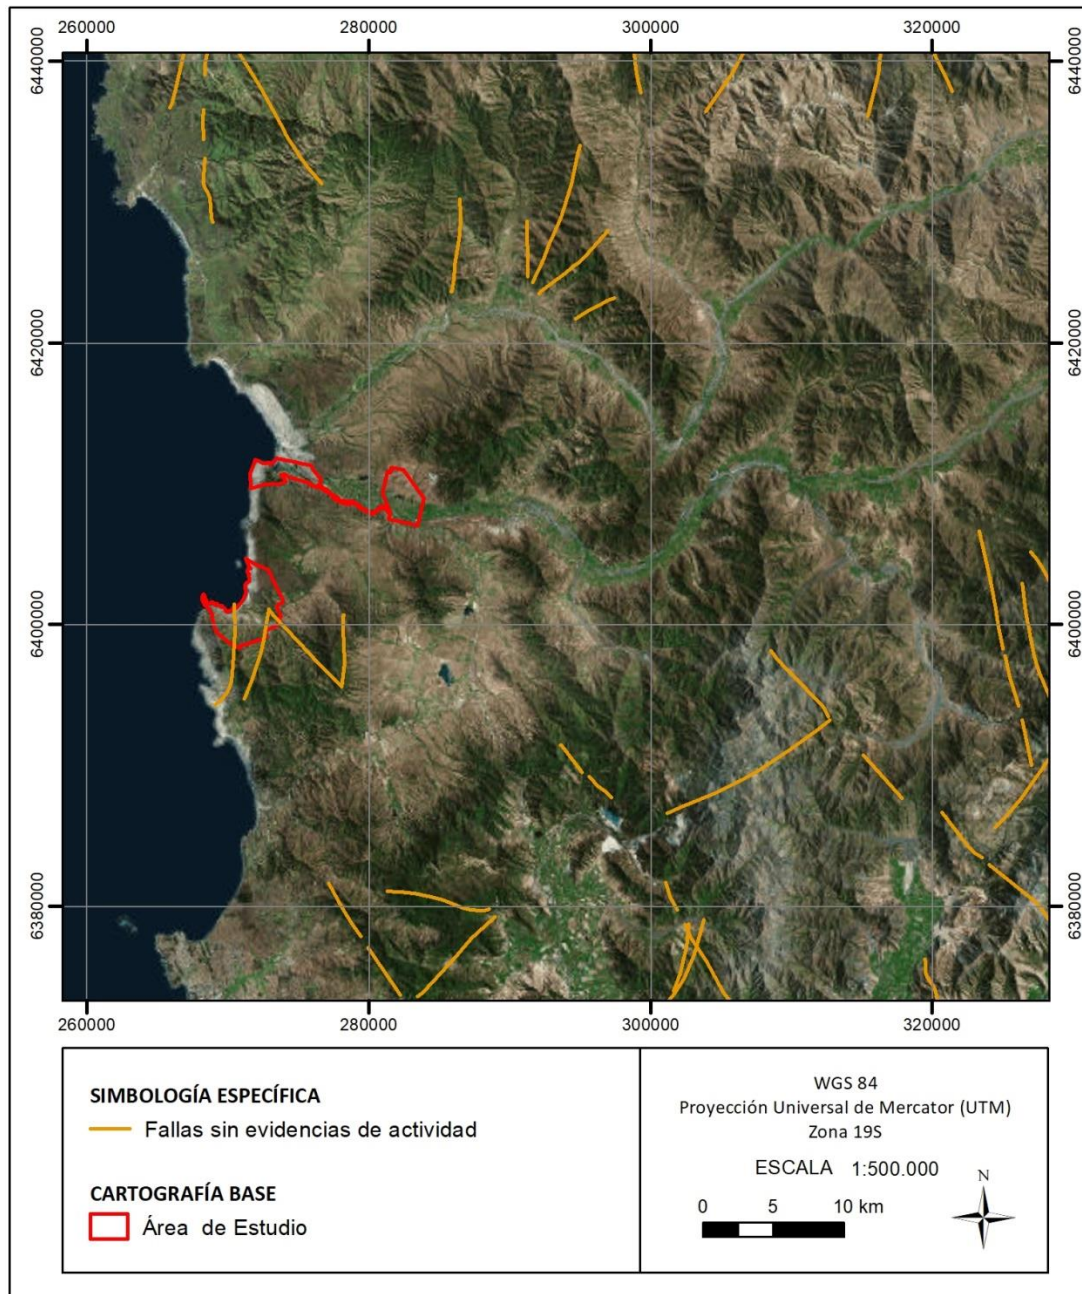 260000 280000 300000 320000
6440000 6440000
6420000 6420000
6400000 6400000
6380000 6380000
260000 280000 300000 320000
SIMBOLOGÍA ESPECÍFICA
Fallas sin evidencias de actividad
CARTOGRAFÍA BASE
Área de Estudio
WGS 84
Proyección Universal de Mercator (UTM)
Zona 19S
ESCALA 1:500.000
N
0 5 10 km